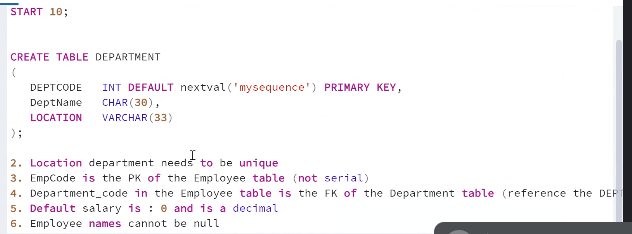 START 10;
CREATE TABLE DEPARTMENT
(
DEPTCODE INT DEFAULT nextval('mysequence') PRIMARY KEY,
DeptName CHAR(30),
LOCATION VARCHAR(33)
);
2. Location department needs to be unique
3. EmpCode is the PK of the Employee table (not serial)
4. Department_code in the Employee table is the FK of the Department table (reference the DEPT
5. Default salary is : 0 and is a decimal
6. Employee names cannot be null